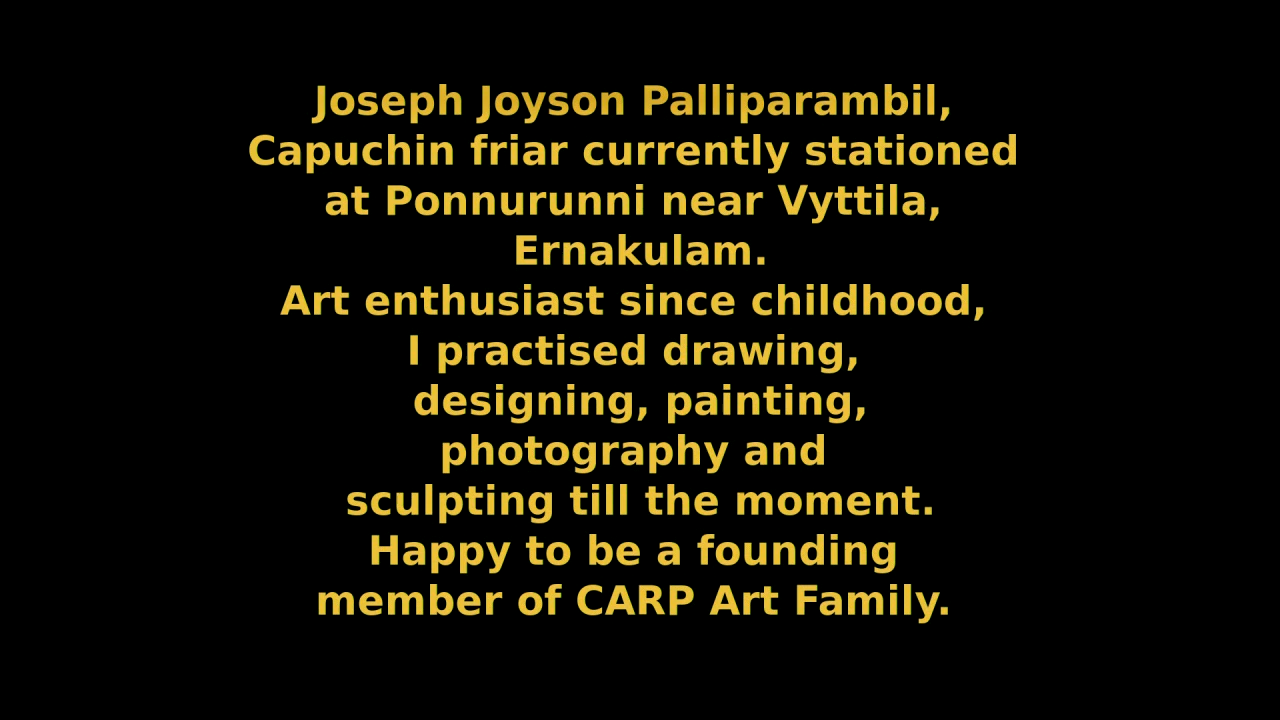 Joseph Joyson Palliparambil,
Capuchin friar currently stationed
at Ponnurunni near Vyttila,
Ernakulam.
Art enthusiast since childhood,
I practised drawing,
designing, painting,
photography and
sculpting till the moment.
Happy to be a founding
member of CARP Art Family.